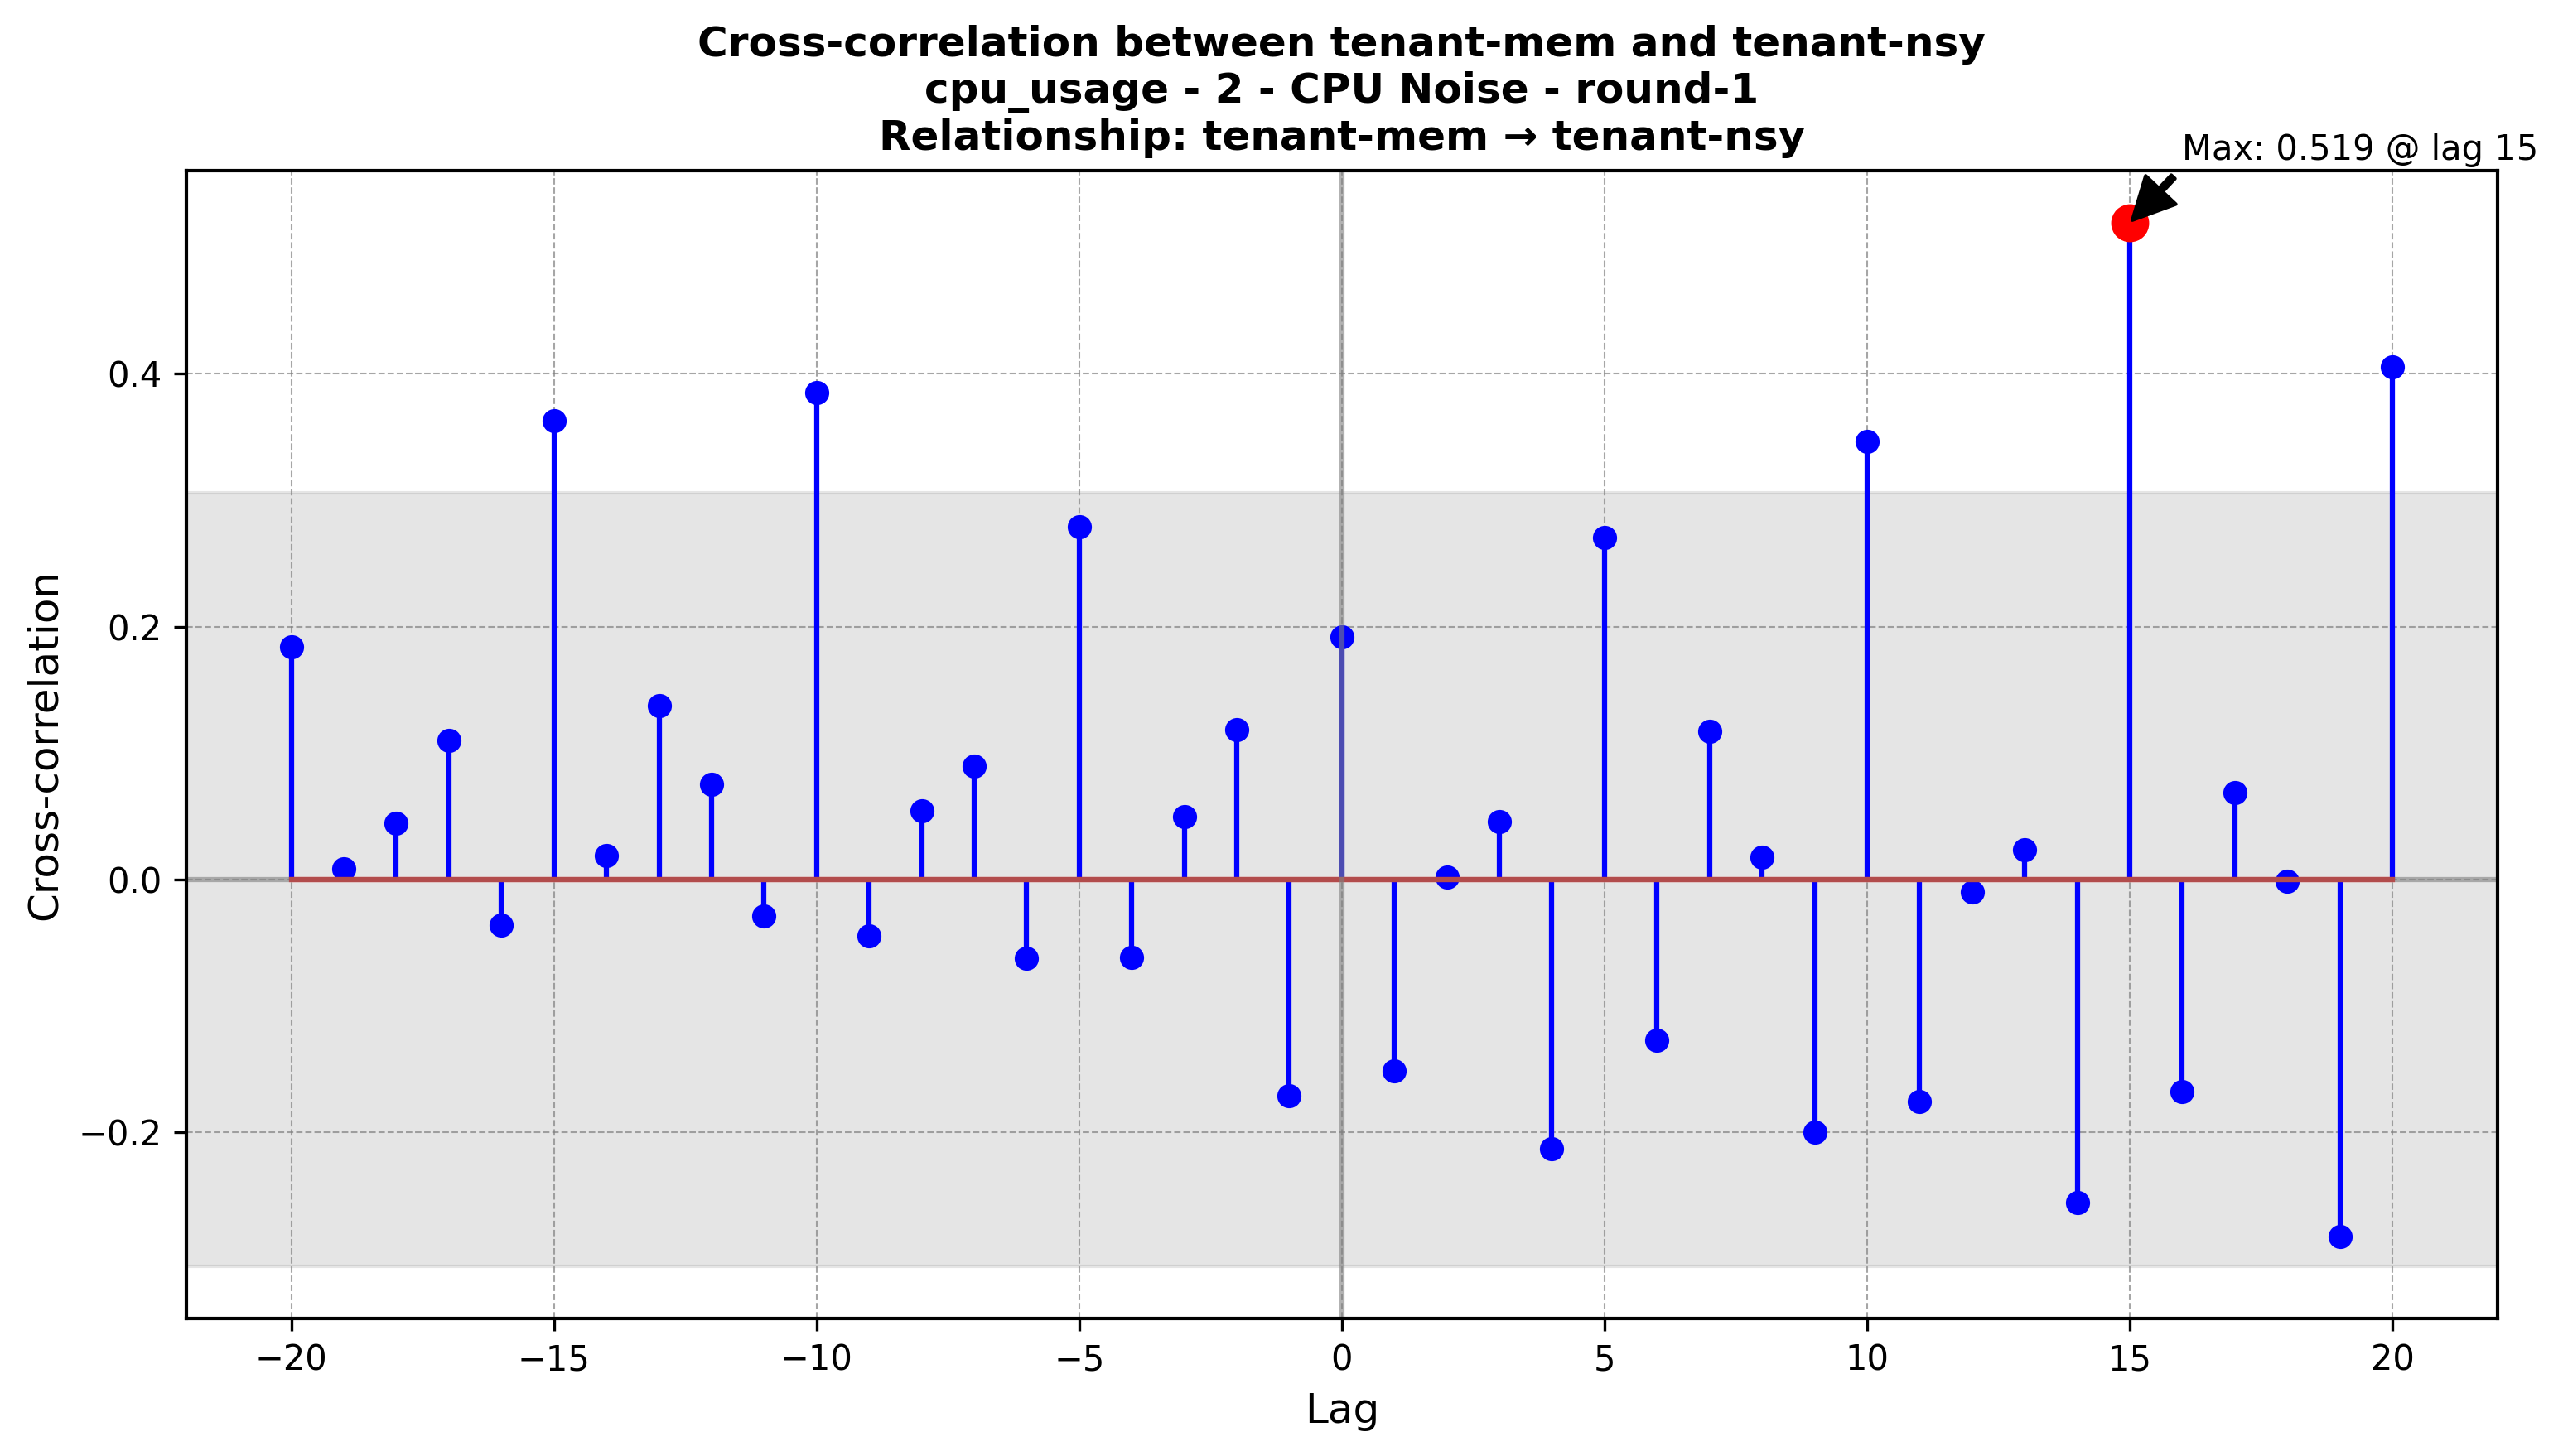 Cross-correlation between tenant-mem and tenant-nsy
cpu_usage - 2 - CPU Noise - round-1
Relationship: tenant-mem → tenant-nsy
Max: 0.519 @ lag 15
Cross-correlation
0.4
0.2
0.0
−0.2
−20
−15
−10
−5
0
5
10
15
20
Lag